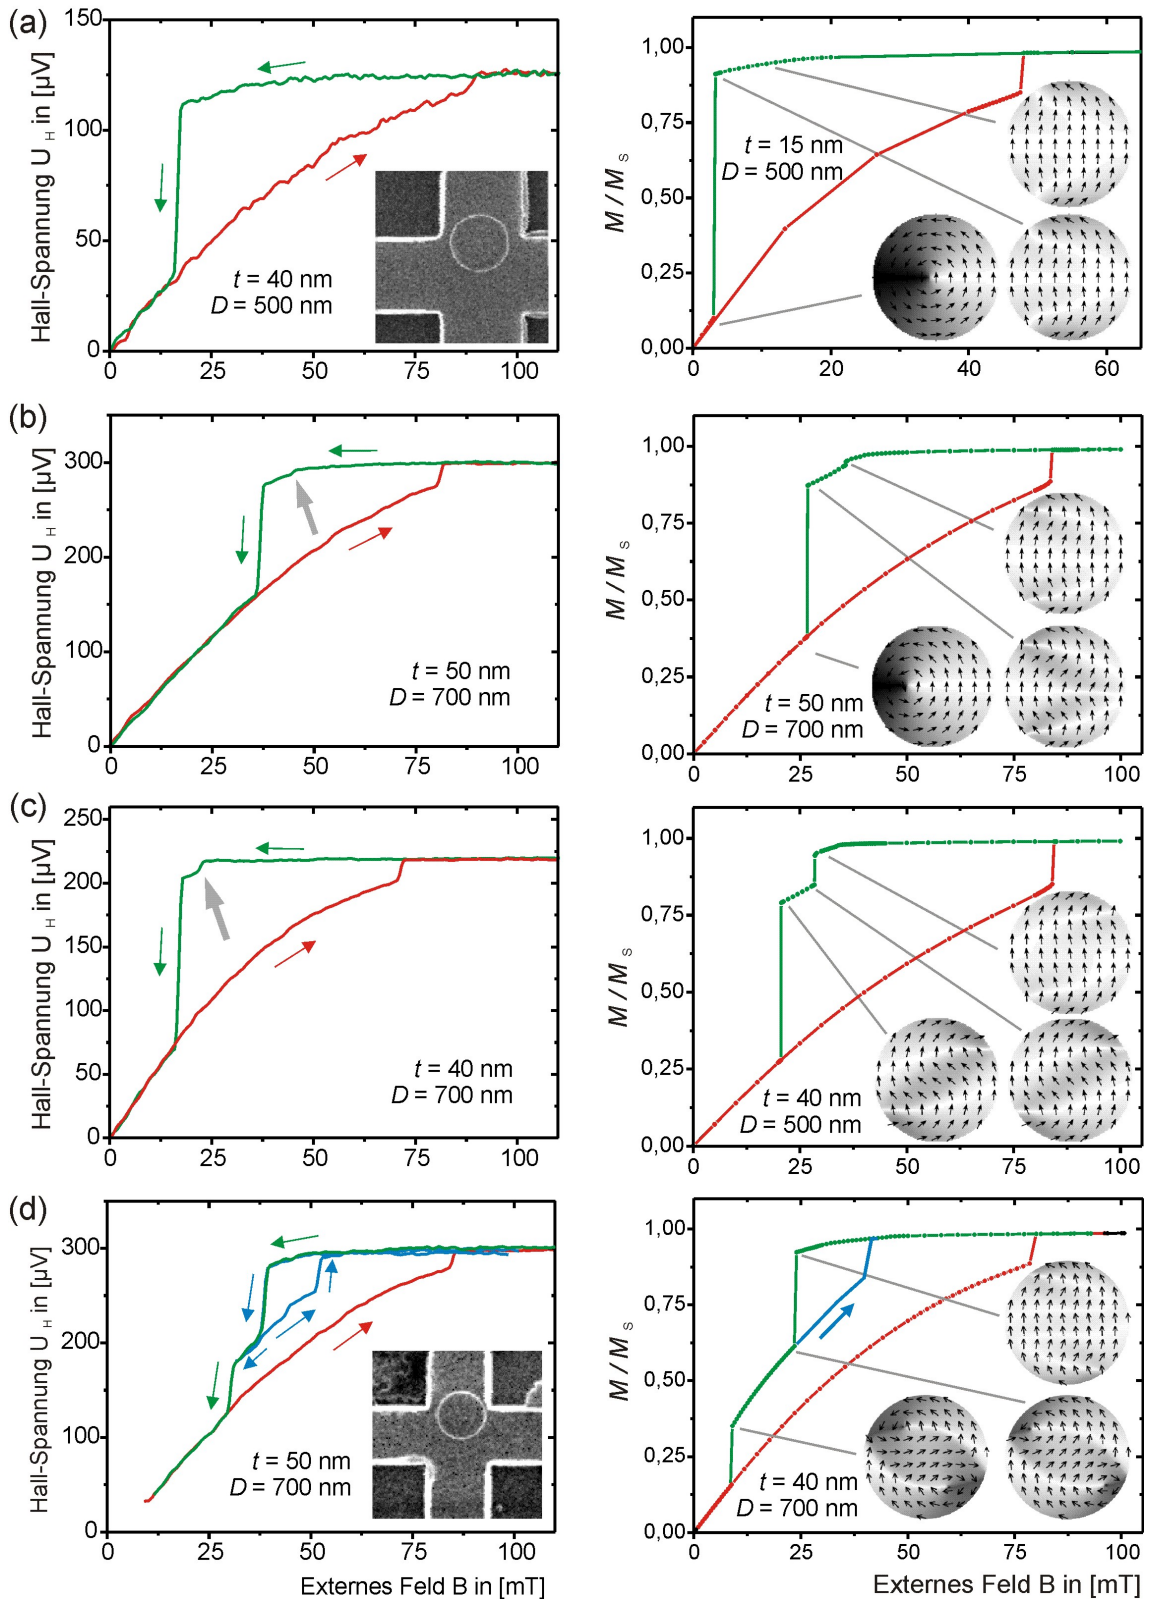 (a)
Hall-Spannung U H in [µV]
150
100
50
0
0 25 50 75 100
t = 40 nm
D = 500 nm
M / M S
1,00
0,75
0,50
0,25
0,00
0 20 40 60
t = 15 nm
D = 500 nm
(b)
Hall-Spannung U H in [µV]
300
200
100
0
0 25 50 75 100
t = 50 nm
D = 700 nm
M / M S
1,00
0,75
0,50
0,25
0,00
0 25 50 75 100
t = 50 nm
D = 700 nm
(c)
Hall-Spannung U H in [µV]
250
200
150
100
50
0
0 25 50 75 100
t = 40 nm
D = 700 nm
M / M S
1,00
0,75
0,50
0,25
0,00
0 25 50 75 100
t = 40 nm
D = 500 nm
(d)
Hall-Spannung U H in [µV]
300
200
100
0
0 25 50 75 100
t = 50 nm
D = 700 nm
Externes Feld B in [mT]
M / M S
1,00
0,75
0,50
0,25
0,00
0 25 50 75 100
t = 40 nm
D = 700 nm
Externes Feld B in [mT]